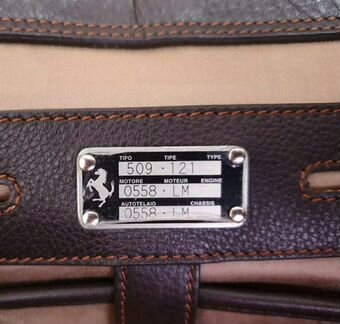 TIPO TIPE TYPE
509 · 121
MOTORE MOTEUR ENGINE
0558 · LM
AUTOTELAIO CHASSIS
0558 · LM